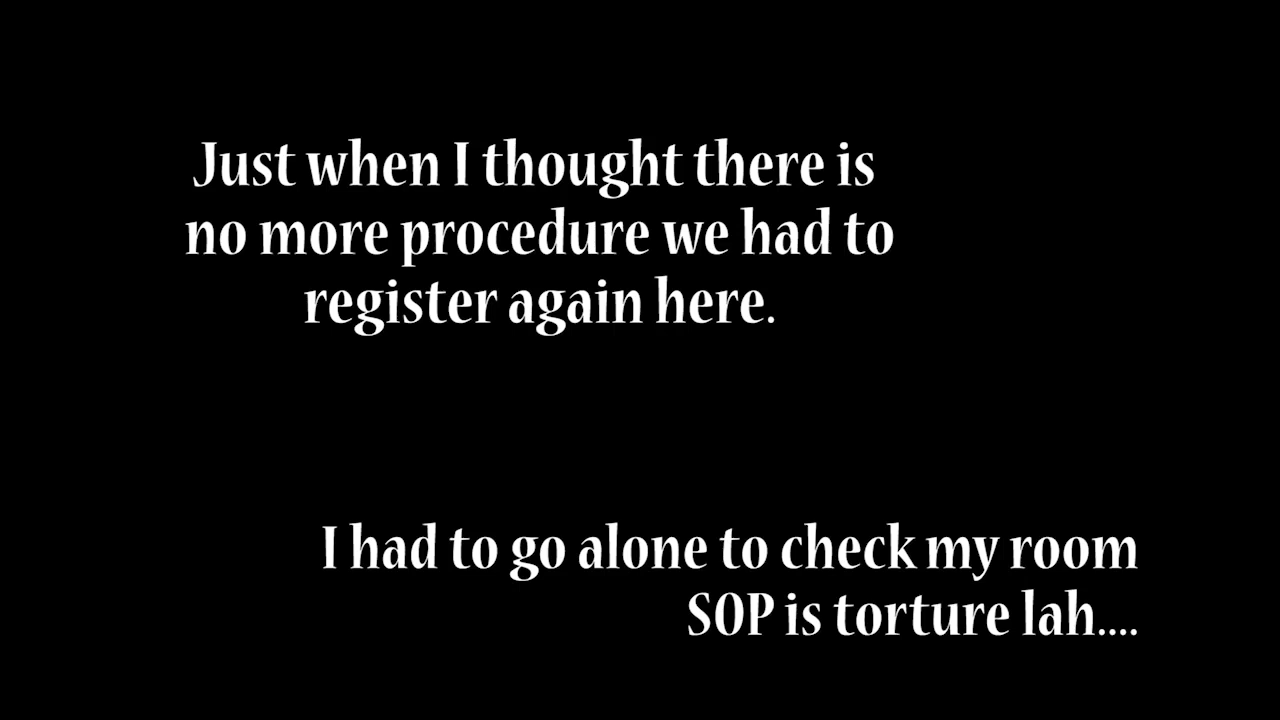 Just when I thought there is
no more procedure we had to
register again here.
I had to go alone to check my room
SOP is torture lah....